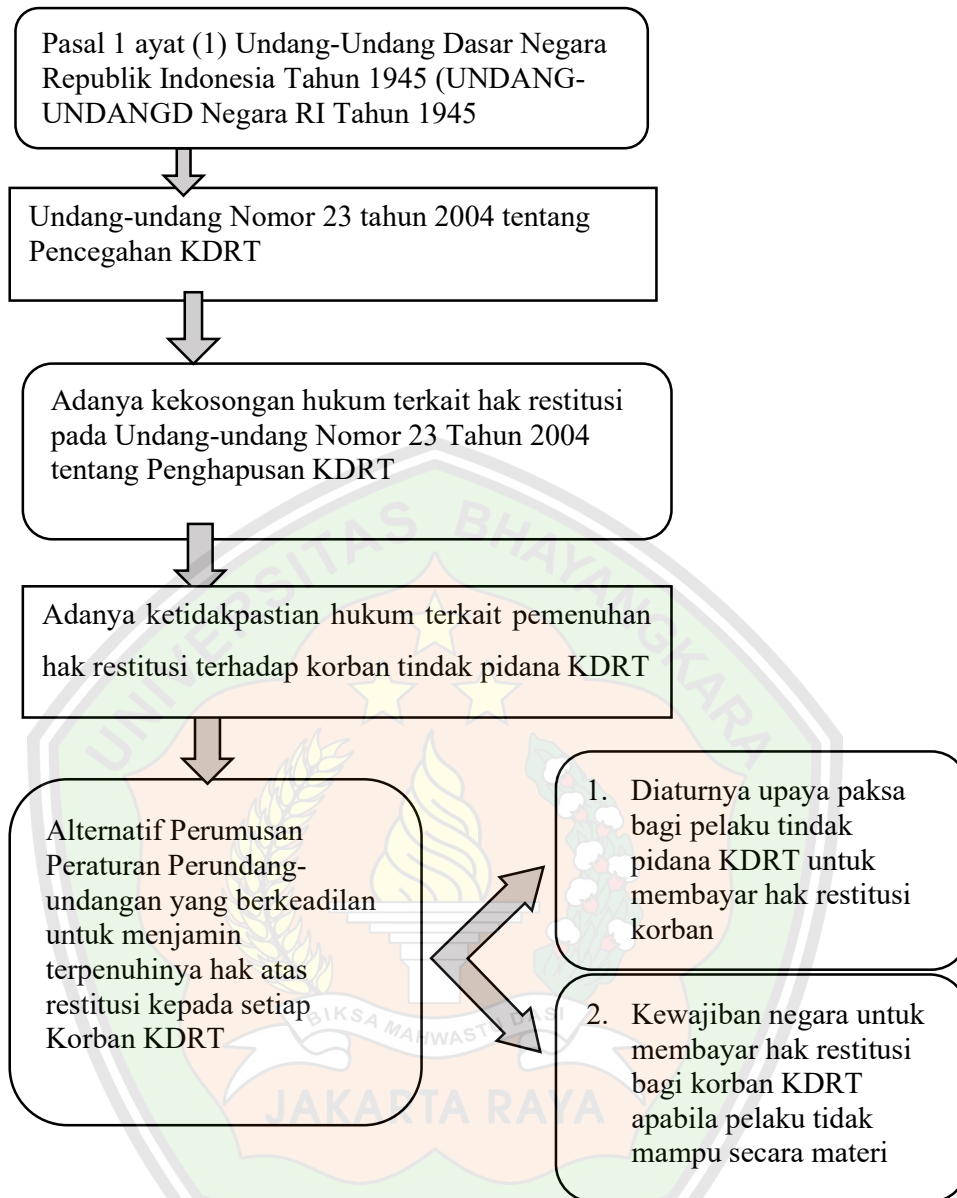 Pasal 1 ayat (1) Undang-Undang Dasar Negara
Republik Indonesia Tahun 1945 (UNDANG-
UNDANGD Negara RI Tahun 1945
Undang-undang Nomor 23 tahun 2004 tentang
Pencegahan KDRT
Adanya kekosongan hukum terkait hak restitusi
pada Undang-undang Nomor 23 Tahun 2004
tentang Penghapusan KDRT
Adanya ketidakpastian hukum terkait pemenuhan
hak restitusi terhadap korban tindak pidana KDRT
Alternatif Perumusan
Peraturan Perundang-
undangan yang berkeadilan
untuk menjamin
terpenuhinya hak atas
restitusi kepada setiap
Korban KDRT
1. Diaturnya upaya paksa
bagi pelaku tindak
pidana KDRT untuk
membayar hak restitusi
korban
2. Kewajiban negara untuk
membayar hak restitusi
bagi korban KDRT
apabila pelaku tidak
mampu secara materi
UNIVERSITAS BHAYANGKARA
BIKSA MAHWASTU DASI
JAKARTA RAYA